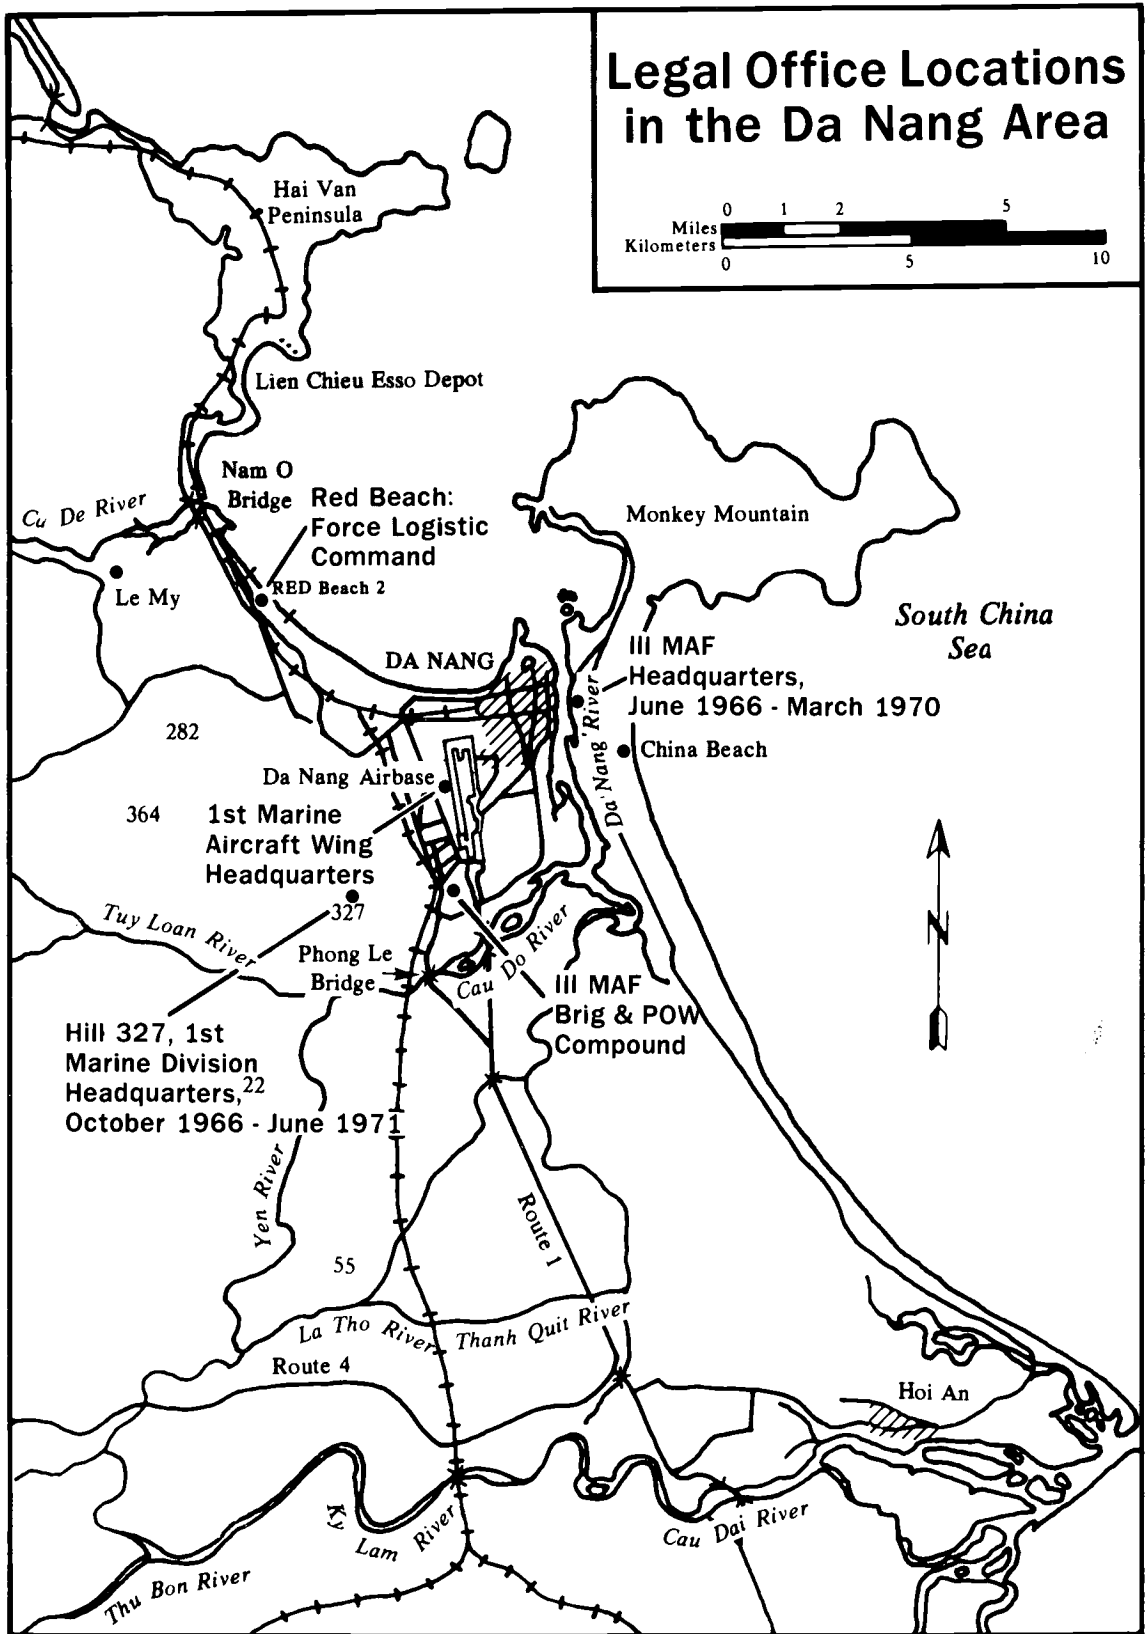 Legal Office Locations
in the Da Nang Area
0 1 2 5
Miles
Kilometers
0 5 10
Hai Van
Peninsula
Lien Chieu Esso Depot
Nam O
Bridge
Cu De River
Red Beach:
Force Logistic
Command
Monkey Mountain
Le My
RED Beach 2
South China
Sea
DA NANG
III MAF
Headquarters,
June 1966 - March 1970
Da Nang River
China Beach
282
Da Nang Airbase
364
1st Marine
Aircraft Wing
Headquarters
327
Tuy Loan River
Phong Le
Bridge
Cau Do River
III MAF
Brig & POW
Compound
N
Hill 327, 1st
Marine Division
Headquarters,22
October 1966 - June 1971
Yen River
Route 1
55
La Tho River
Thanh Quit River
Route 4
Hoi An
Ky Lam River
Cau Dai River
Thu Bon River